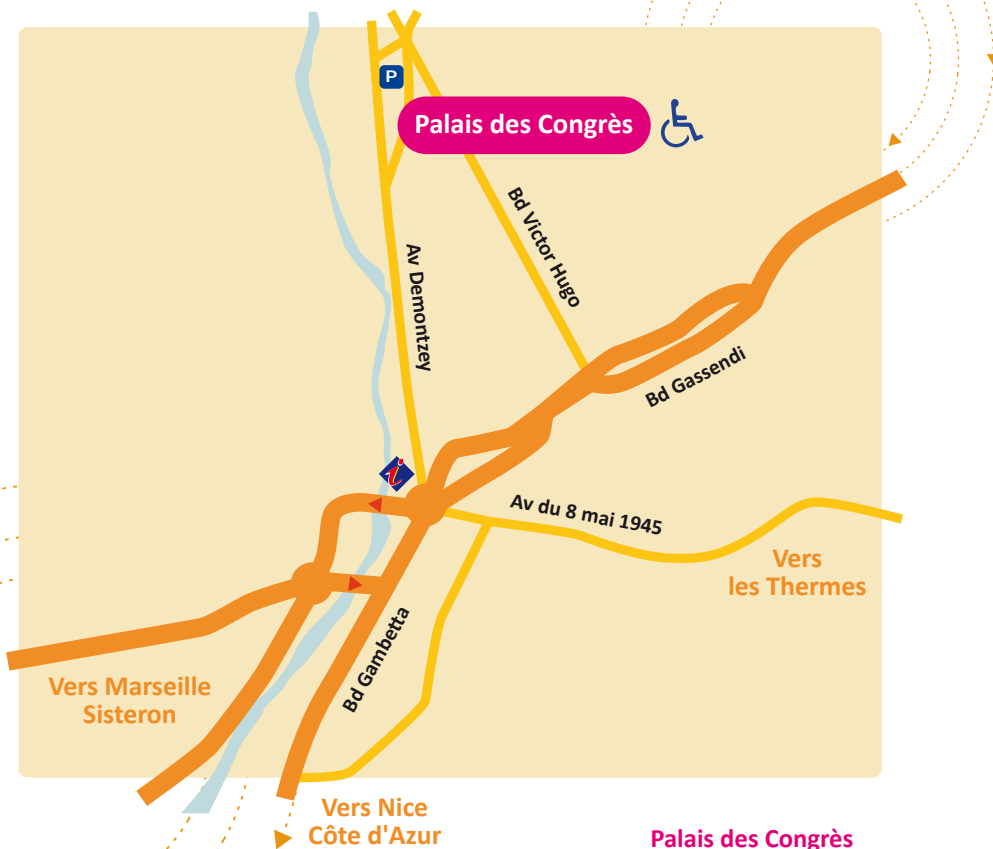 P
Palais des Congrès
Bd Victor Hugo
Av Demontzey
Bd Gassendi
i
Av du 8 mai 1945
Vers
les Thermes
Bd Gambetta
Vers Marseille
Sisteron
Vers Nice
Côte d'Azur
Palais des Congrès